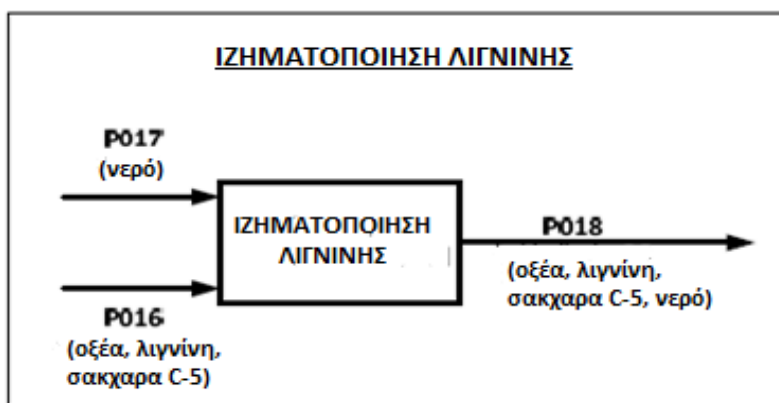 ΙΖΗΜΑΤΟΠΟΙΗΣΗ ΛΙΓΝΙΝΗΣ
P017
(νερό)
ΙΖΗΜΑΤΟΠΟΙΗΣΗ
ΛΙΓΝΙΝΗΣ
P018
(οξέα, λιγνίνη,
σακχαρα C-5, νερό)
P016
(οξέα, λιγνίνη,
σακχαρα C-5)